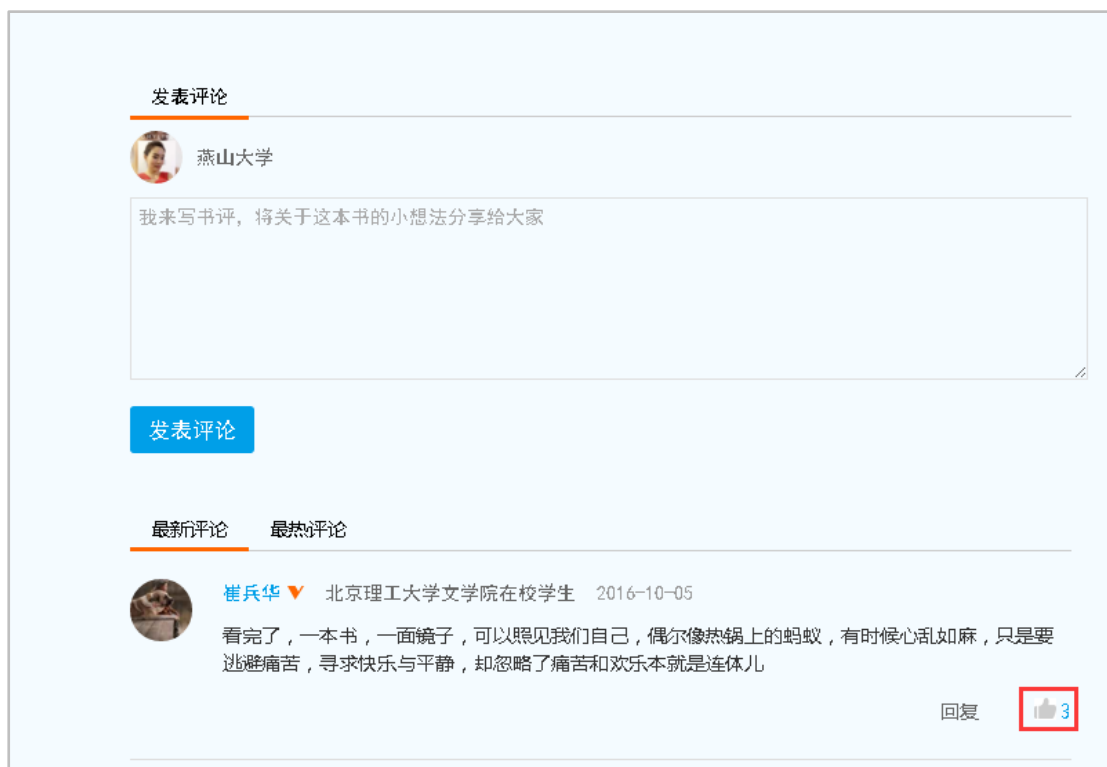 发表评论
燕山大学
我来写书评，将关于这本书的小想法分享给大家
发表评论
最新评论 最热评论
崔兵华 北京理工大学文学院在校学生 2016-10-05
看完了，一本书，一面镜子，可以照见我们自己，偶尔像热锅上的蚂蚁，有时候心乱如麻，只是要
逃避痛苦，寻求快乐与平静，却忽略了痛苦和欢乐本就是连体儿
回复 3